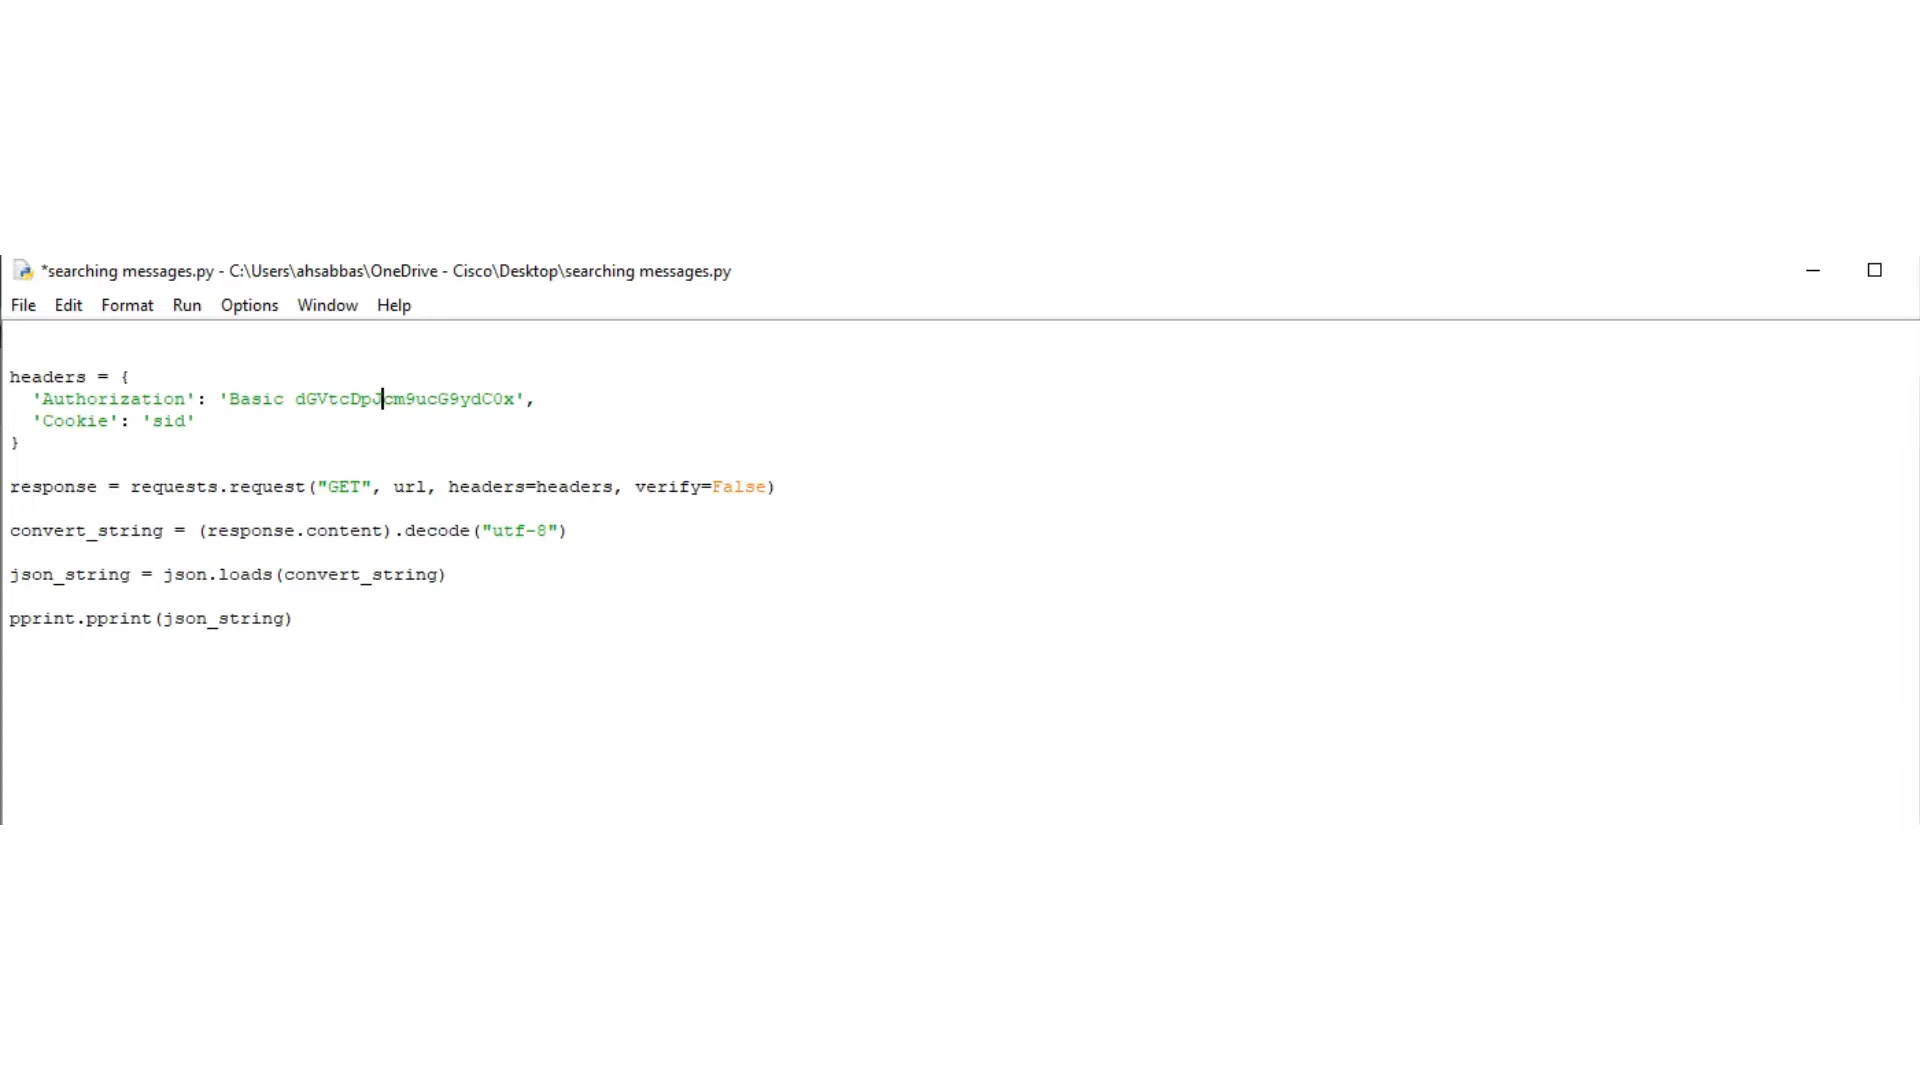 *searching messages.py - C:\Users\ahsabbas\OneDrive - Cisco\Desktop\searching messages.py
File Edit Format Run Options Window Help
headers = {
  'Authorization': 'Basic dGVtcDpJcm9ucG9ydC0x',
  'Cookie': 'sid'
}
response = requests.request("GET", url, headers=headers, verify=False)
convert_string = (response.content).decode("utf-8")
json_string = json.loads(convert_string)
pprint.pprint(json_string)